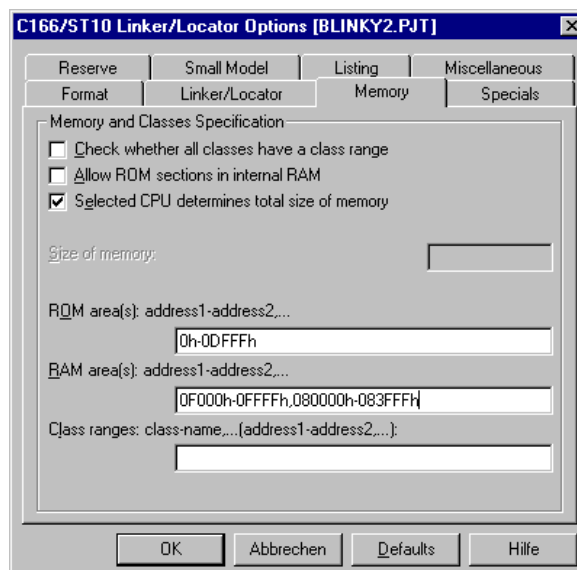 C166/ST10 Linker/Locator Options [BLINKY2.PJT]
Reserve Small Model Listing Miscellaneous
Format Linker/Locator Memory Specials
Memory and Classes Specification
Check whether all classes have a class range
Allow ROM sections in internal RAM
Selected CPU determines total size of memory
Size of memory:
ROM area(s): address1-address2,...
0h-0DFFFh
RAM area(s): address1-address2,...
0F000h-0FFFFh,080000h-083FFFh
Class ranges: class-name,...(address1-address2,...):
OK Abbrechen Defaults Hilfe